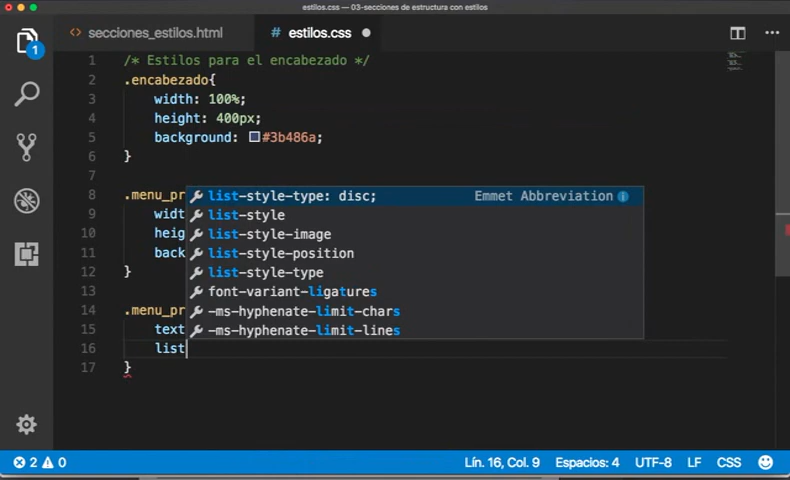 estilos.css — 03-secciones de estructura con estilos
<> secciones_estilos.html # estilos.css
1 /* Estilos para el encabezado */
2 .encabezado{
3 width: 100%;
4 height: 400px;
5 background: #3b486a;
6 }
7
8 .menu_pr
9 widt
10 heig
11 back
12 }
13
14 .menu_pr
15 text
16 list
17 }
list-style-type: disc; Emmet Abbreviation
list-style
list-style-image
list-style-position
list-style-type
font-variant-ligatures
-ms-hyphenate-limit-chars
-ms-hyphenate-limit-lines
1
2 0 Lín. 16, Col. 9 Espacios: 4 UTF-8 LF CSS